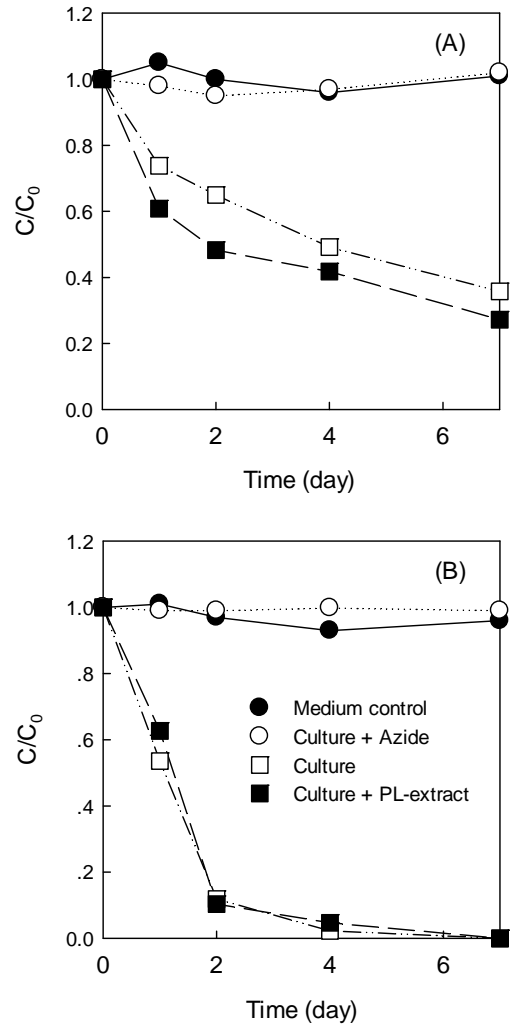 (A)
1.2
1.0
0.8
0.6
0.4
0.2
0.0
C/C0
0 2 4 6
Time (day)
(B)
1.2
1.0
.8
.6
.4
.2
0.0
C/C0
Medium control
Culture + Azide
Culture
Culture + PL-extract
0 2 4 6
Time (day)